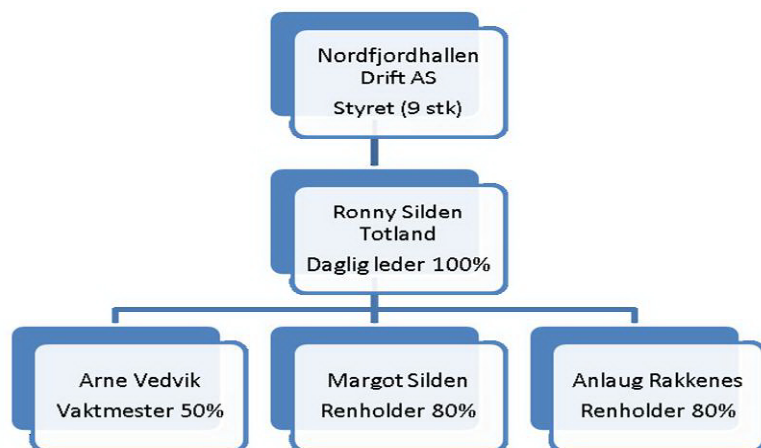 Nordfjordhallen
Drift AS
Styret (9 stk)
Ronny Silden
Totland
Daglig leder 100%
Arne Vedvik
Vaktmester 50%
Margot Silden
Renholder 80%
Anlaug Rakkenes
Renholder 80%